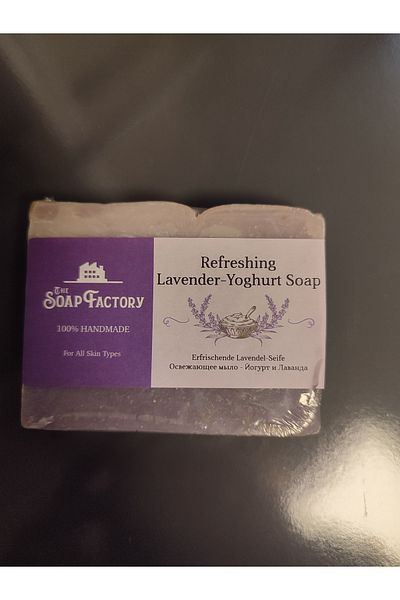 THE
SOAP FACTORY
100% HANDMADE
For All Skin Types
Refreshing
Lavender-Yoghurt Soap
Erfrischende Lavendel-Seife
Освежающее мыло - Йогурт и Лаванда